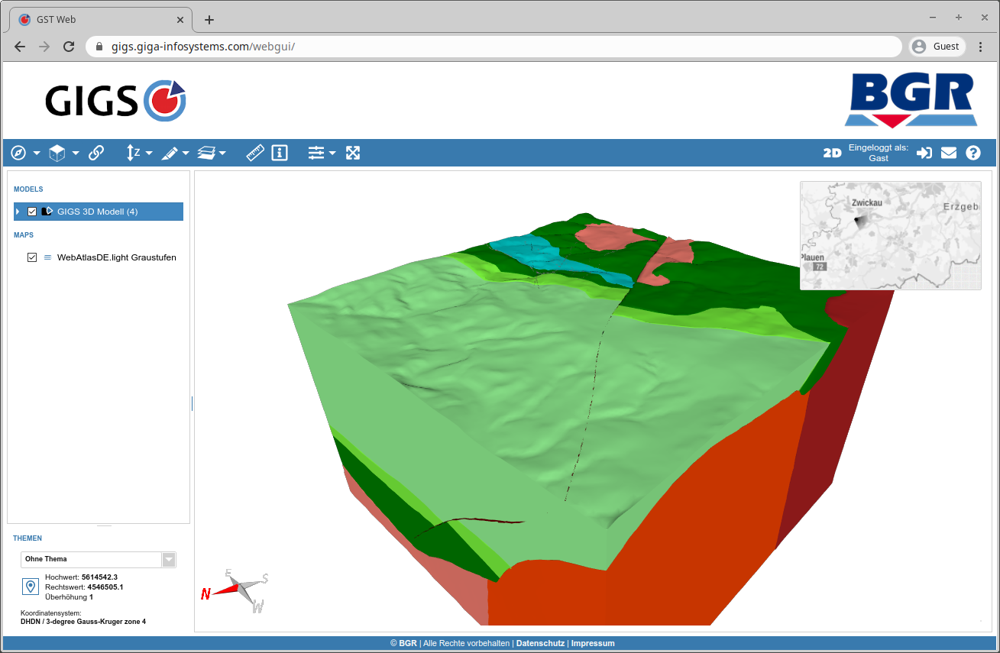 GST Web
gigs.giga-infosystems.com/webgui/
Guest
GIGS
BGR
Z
2D
Eingeloggt als:
Gast
MODELS
GIGS 3D Modell (4)
MAPS
WebAtlasDE.light Graustufen
Zwickau
Erzgeb
Plauen
72
THEMEN
Ohne Thema
Hochwert: 5614542.3
Rechtswert: 4546505.1
Überhöhung 1
Koordinatensystem:
DHDN / 3-degree Gauss-Kruger zone 4
E
S
N
W
© BGR | Alle Rechte vorbehalten | Datenschutz | Impressum